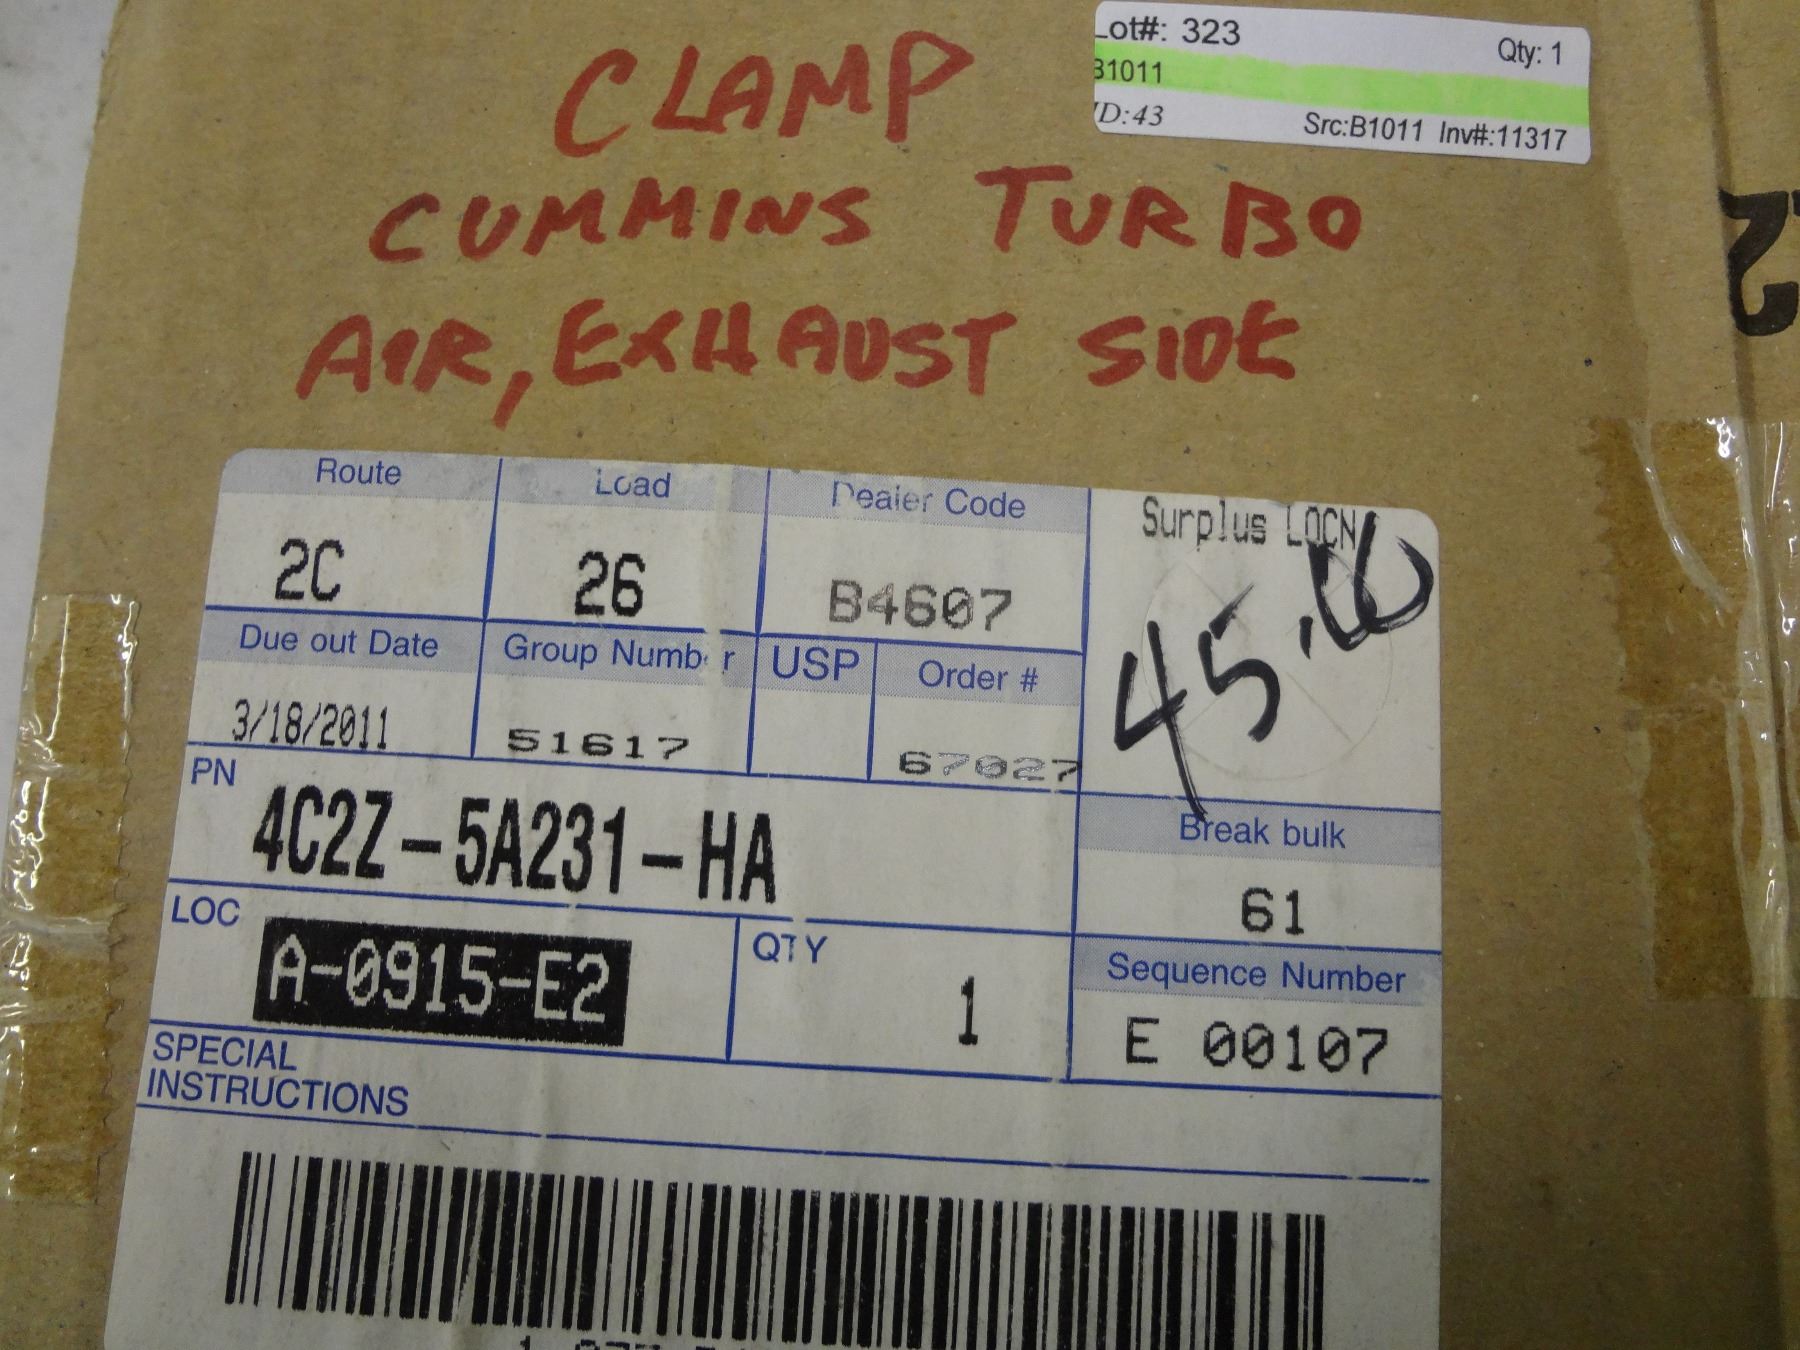 CLAMP
CUMMINS TURBO
AIR, EXHAUST SIDE
Lot#: 323 Qty: 1
B1011
ID:43 Src:B1011 Inv#:11317
2
Route Load Dealer Code Surplus LOCN
2C 26 B4607
45.
Due out Date Group Number USP Order #
3/18/2011 51617 67027
PN 4C2Z-5A231-HA
Break bulk
61
LOC A-0915-E2 QTY 1
Sequence Number
E 00107
SPECIAL
INSTRUCTIONS